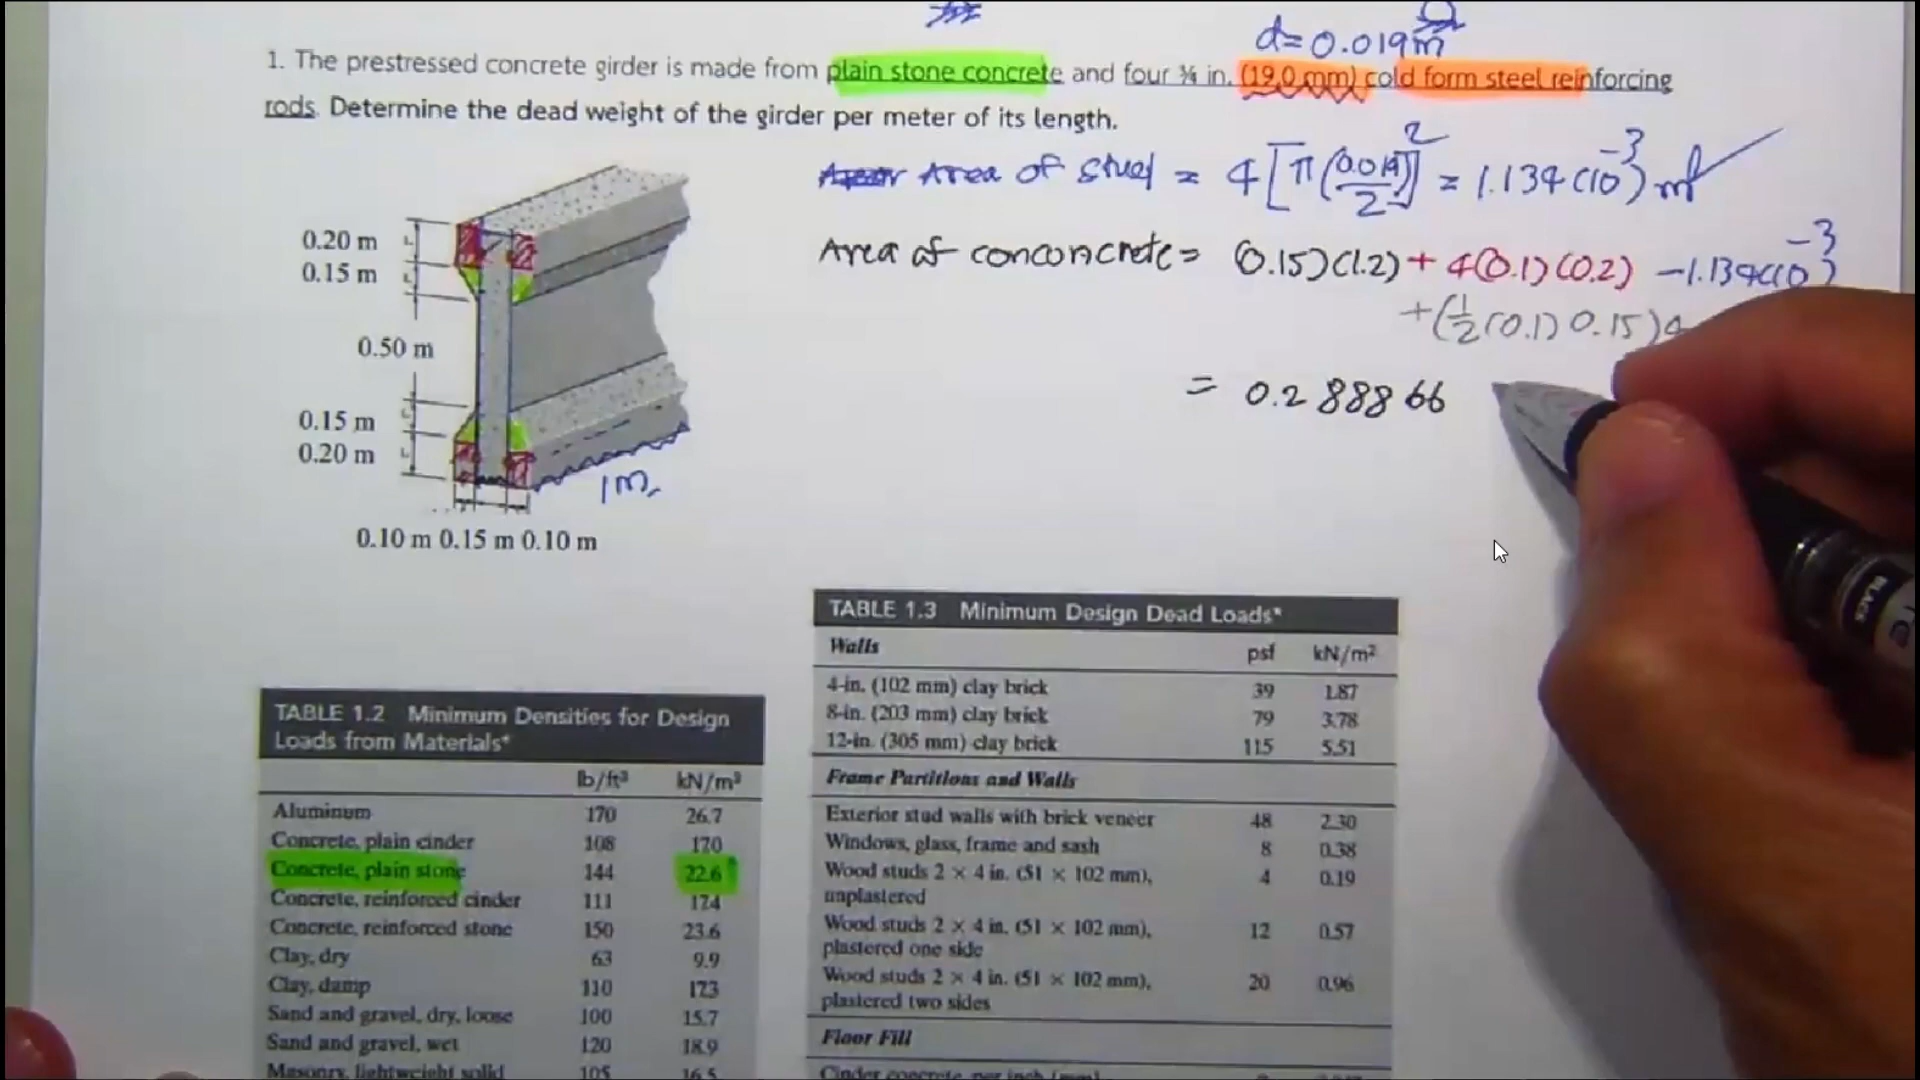 d=0.019m
1. The prestressed concrete girder is made from plain stone concrete and four ¾ in. (19.0 mm) cold form steel reinforcing
rods. Determine the dead weight of the girder per meter of its length.
Area of Steel = 4[π(0.019/2)]² = 1.134(10⁻³) m²
Area of conconcrete = (0.15)(1.2) + 4(0.1)(0.2) -1.134(10⁻³)
+(½(0.1)0.15)4
= 0.288866
0.20 m
0.15 m
0.50 m
0.15 m
0.20 m
1m.
0.10 m 0.15 m 0.10 m
TABLE 1.2 Minimum Densities for Design
Loads from Materials*
lb/ft³ kN/m³
Aluminum 170 26.7
Concrete, plain cinder 108 17.0
Concrete, plain stone 144 22.6
Concrete, reinforced cinder 111 17.4
Concrete, reinforced stone 150 23.6
Clay, dry 63 9.9
Clay, damp 110 17.3
Sand and gravel, dry, loose 100 15.7
Sand and gravel, wet 120 18.9
Masonry, lightweight solid 105 16.5
TABLE 1.3 Minimum Design Dead Loads*
Walls psf kN/m²
4-in. (102 mm) clay brick 39 1.87
8-in. (203 mm) clay brick 79 3.78
12-in. (305 mm) clay brick 115 5.51
Frame Partitions and Walls
Exterior stud walls with brick veneer 48 2.30
Windows, glass, frame and sash 8 0.38
Wood studs 2 × 4 in. (51 × 102 mm), 4 0.19
unplastered
Wood studs 2 × 4 in. (51 × 102 mm), 12 0.57
plastered one side
Wood studs 2 × 4 in. (51 × 102 mm), 20 0.96
plastered two sides
Floor Fill
Cinder concrete, per inch (mm)
BLACK